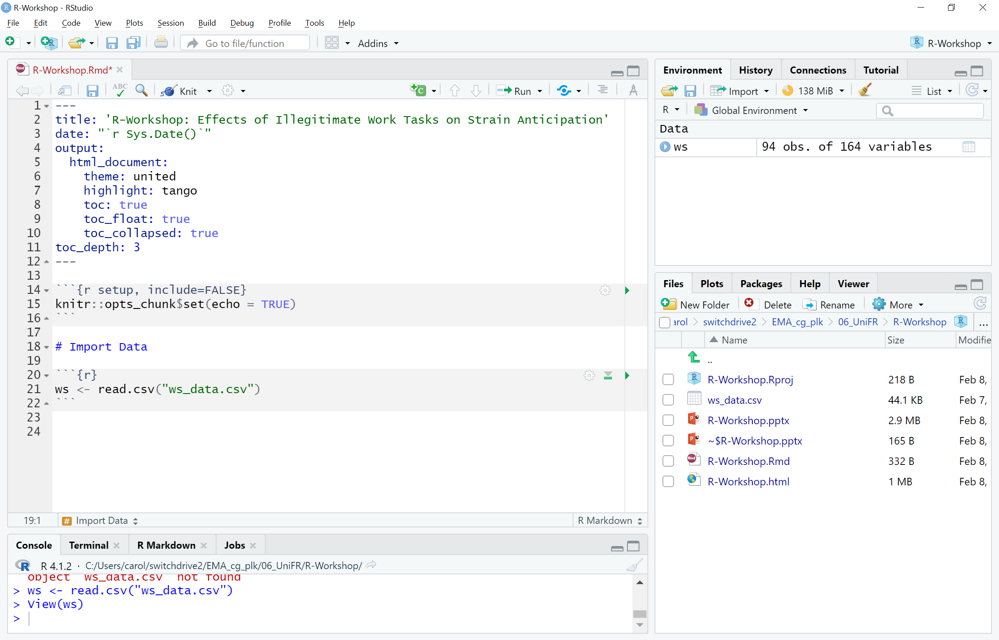 R-Workshop - RStudio
File Edit Code View Plots Session Build Debug Profile Tools Help
Go to file/function Addins R-Workshop
R-Workshop.Rmd*
ABC Knit Run
1 ---
2 title: 'R-Workshop: Effects of Illegitimate Work Tasks on Strain Anticipation'
3 date: "`r Sys.Date()`"
4 output:
5 html_document:
6 theme: united
7 highlight: tango
8 toc: true
9 toc_float: true
10 toc_collapsed: true
11 toc_depth: 3
12 ---
13
14 ```{r setup, include=FALSE}
15 knitr::opts_chunk$set(echo = TRUE)
16 ```
17
18 # Import Data
19
20 ```{r}
21 ws <- read.csv("ws_data.csv")
22 ```
23
24
19:1 # Import Data R Markdown
Console Terminal R Markdown Jobs
R 4.1.2 · C:/Users/carol/switchdrive2/EMA_cg_plk/06_UniFR/R-Workshop/
object ws_data.csv not found
> ws <- read.csv("ws_data.csv")
> View(ws)
>
Environment History Connections Tutorial
Import 138 MiB List
R Global Environment
Data
ws 94 obs. of 164 variables
Files Plots Packages Help Viewer
New Folder Delete Rename More
arol switchdrive2 EMA_cg_plk 06_UniFR R-Workshop ...
Name Size Modifie
..
R-Workshop.Rproj 218 B Feb 8,
ws_data.csv 44.1 KB Feb 7,
R-Workshop.pptx 2.9 MB Feb 8,
~$R-Workshop.pptx 165 B Feb 8,
R-Workshop.Rmd 332 B Feb 8,
R-Workshop.html 1 MB Feb 8,